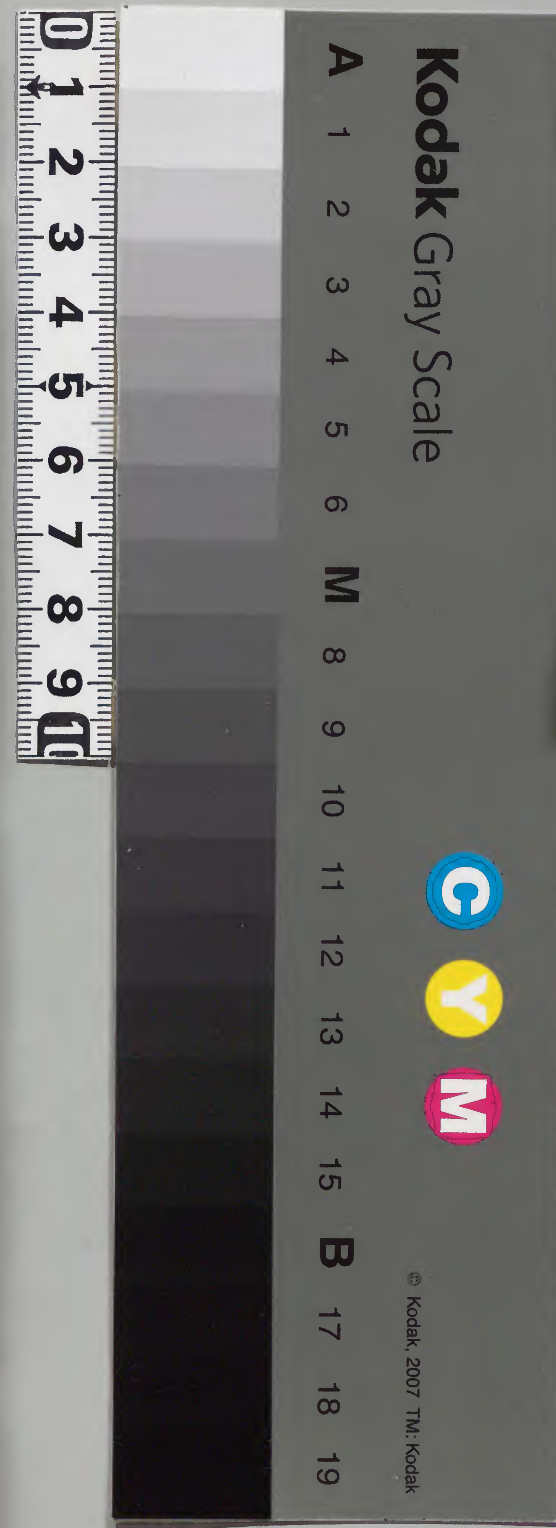 0 1 2 3 4 5 6 7 8 9 10
Kodak Gray Scale
A 1 2 3 4 5 6 M 8 9 10 11 12 13 14 15 B 17 18 19
C Y M
© Kodak, 2007 TM: Kodak